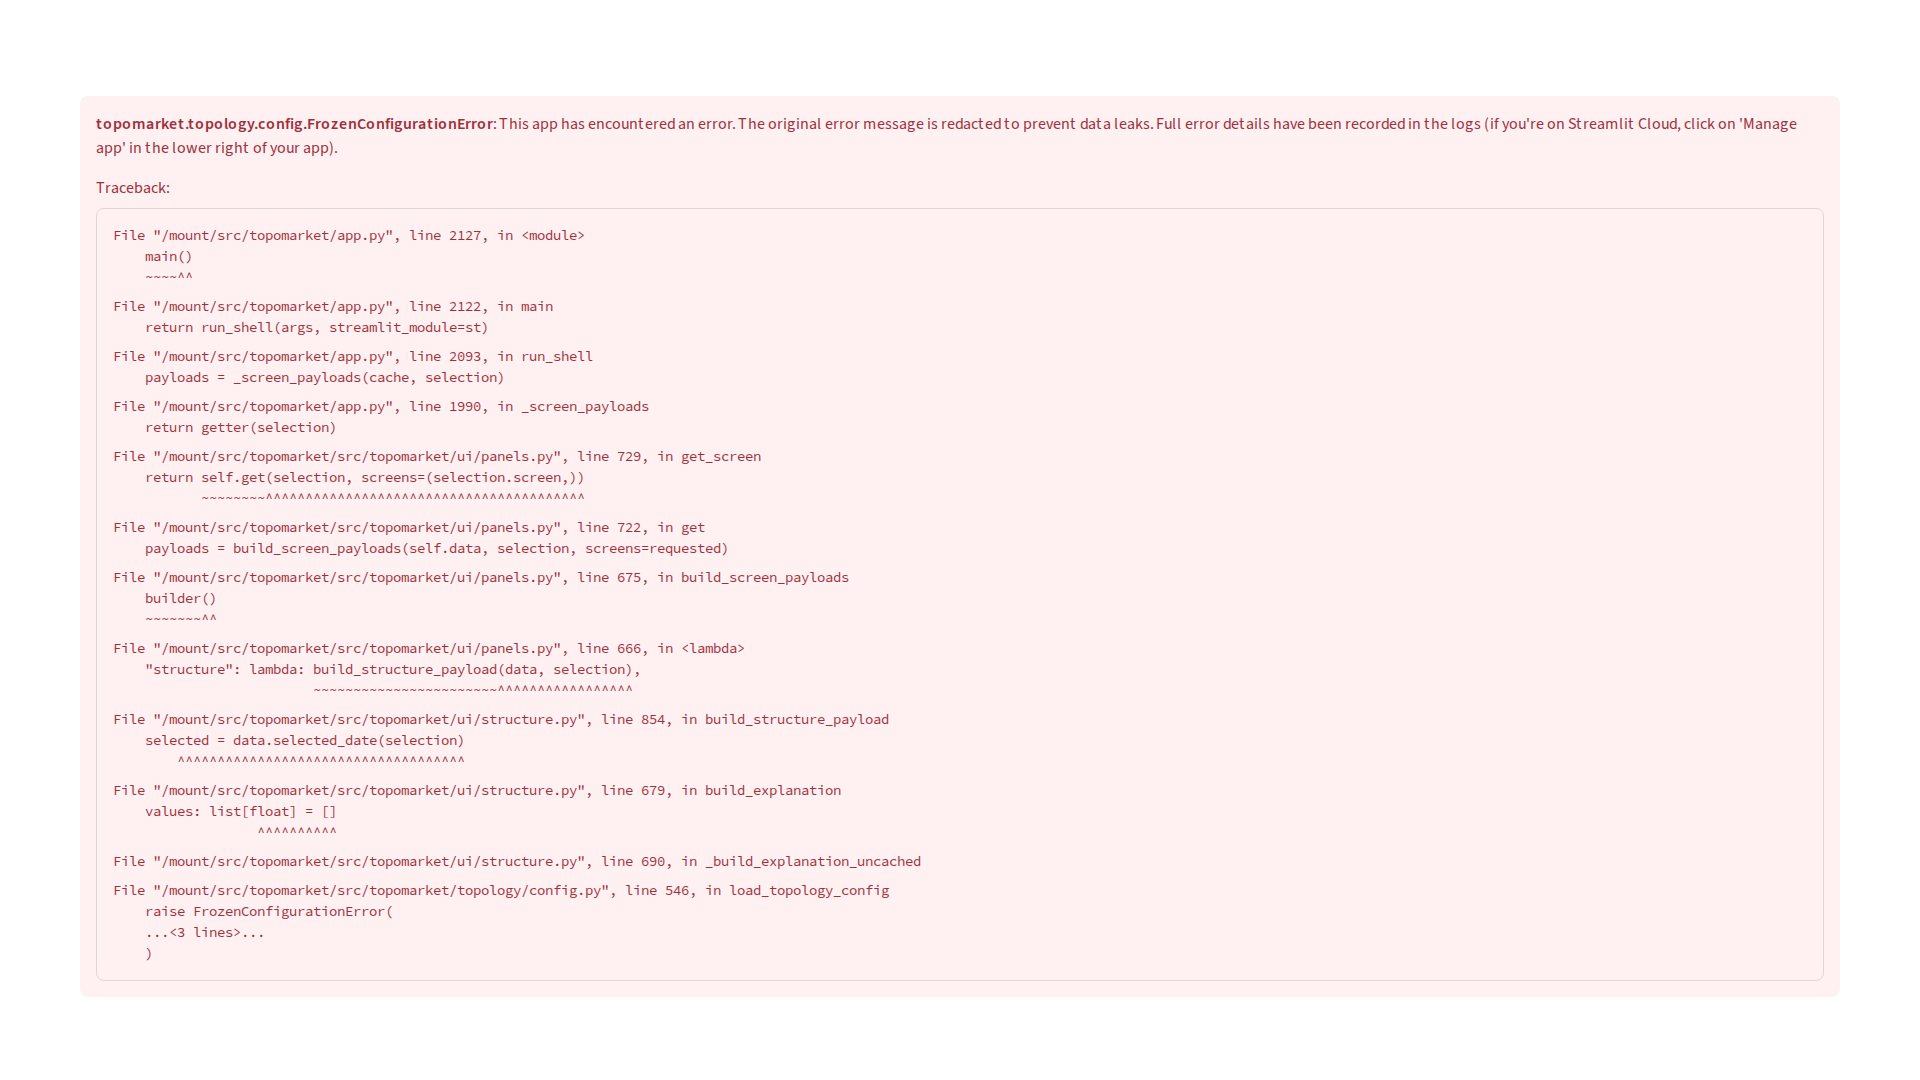 topomarket.topology.config.FrozenConfigurationError: This app has encountered an error. The original error message is redacted to prevent data leaks. Full error details have been recorded in the logs (if you're on Streamlit Cloud, click on 'Manage
app' in the lower right of your app).
Traceback:
File "/mount/src/topomarket/app.py", line 2127, in <module>
    main()
    ~~~~^^
File "/mount/src/topomarket/app.py", line 2122, in main
    return run_shell(args, streamlit_module=st)
File "/mount/src/topomarket/app.py", line 2093, in run_shell
    payloads = _screen_payloads(cache, selection)
File "/mount/src/topomarket/app.py", line 1990, in _screen_payloads
    return getter(selection)
File "/mount/src/topomarket/src/topomarket/ui/panels.py", line 729, in get_screen
    return self.get(selection, screens=(selection.screen,))
           ~~~~~~~~^^^^^^^^^^^^^^^^^^^^^^^^^^^^^^^^^^^^^^^^
File "/mount/src/topomarket/src/topomarket/ui/panels.py", line 722, in get
    payloads = build_screen_payloads(self.data, selection, screens=requested)
File "/mount/src/topomarket/src/topomarket/ui/panels.py", line 675, in build_screen_payloads
    builder()
    ~~~~~~~^^
File "/mount/src/topomarket/src/topomarket/ui/panels.py", line 666, in <lambda>
    "structure": lambda: build_structure_payload(data, selection),
                         ~~~~~~~~~~~~~~~~~~~~~~~^^^^^^^^^^^^^^^^^
File "/mount/src/topomarket/src/topomarket/ui/structure.py", line 854, in build_structure_payload
    selected = data.selected_date(selection)
        ^^^^^^^^^^^^^^^^^^^^^^^^^^^^^^^^^^^^
File "/mount/src/topomarket/src/topomarket/ui/structure.py", line 679, in build_explanation
    values: list[float] = []
                  ^^^^^^^^^^
File "/mount/src/topomarket/src/topomarket/ui/structure.py", line 690, in _build_explanation_uncached
File "/mount/src/topomarket/src/topomarket/topology/config.py", line 546, in load_topology_config
    raise FrozenConfigurationError(
    ...<3 lines>...
    )